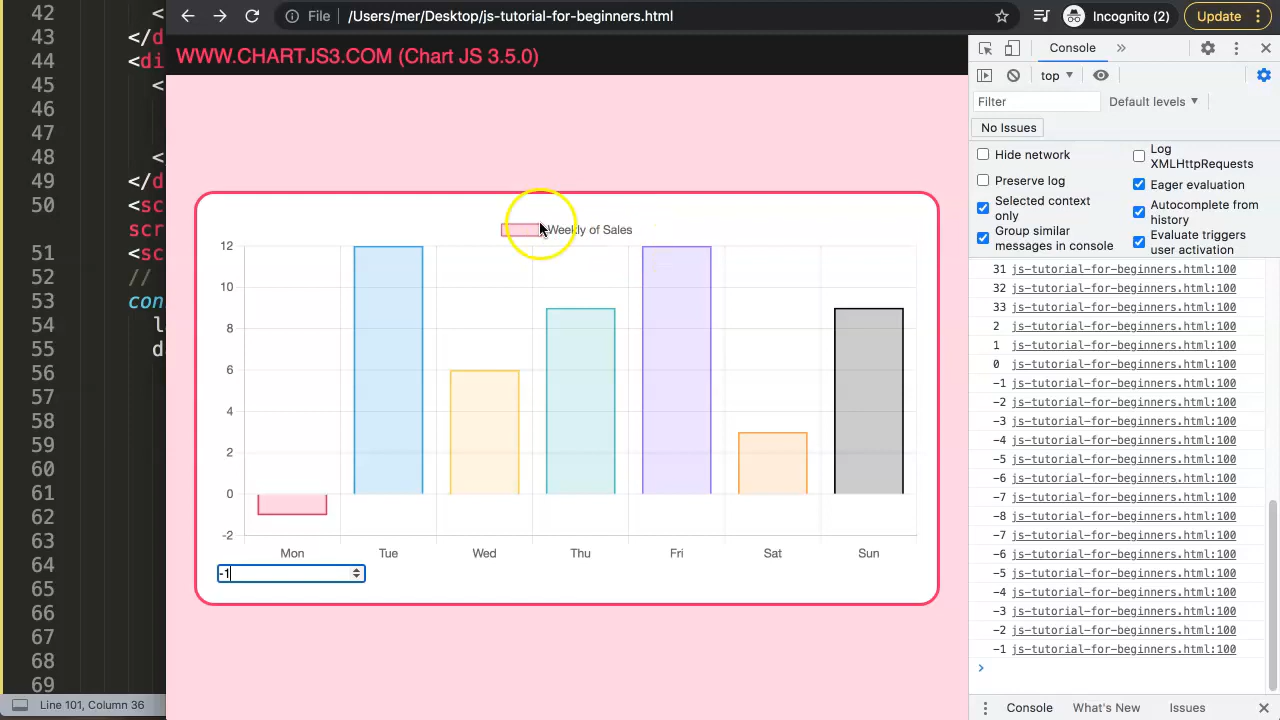 42 <
43 </d
44 <di
45 <
46
47
48 <
49 </d
50 <sc
scr
51 <sc
52 //
53 con
54 l
55 d
56
57
58
59
60
61
62
63
64
65
66
67
68
69
Line 101, Column 36
File /Users/mer/Desktop/js-tutorial-for-beginners.html
Incognito (2)
Update
WWW.CHARTJS3.COM (Chart JS 3.5.0)
Weekly of Sales
12
10
8
6
4
2
0
-2
Mon Tue Wed Thu Fri Sat Sun
-1
Console »
top ▼
Filter
Default levels ▼
No Issues
Hide network
Log XMLHttpRequests
Preserve log
Eager evaluation
Selected context only
Autocomplete from history
Group similar messages in console
Evaluate triggers user activation
31 js-tutorial-for-beginners.html:100
32 js-tutorial-for-beginners.html:100
33 js-tutorial-for-beginners.html:100
2 js-tutorial-for-beginners.html:100
1 js-tutorial-for-beginners.html:100
0 js-tutorial-for-beginners.html:100
-1 js-tutorial-for-beginners.html:100
-2 js-tutorial-for-beginners.html:100
-3 js-tutorial-for-beginners.html:100
-4 js-tutorial-for-beginners.html:100
-5 js-tutorial-for-beginners.html:100
-6 js-tutorial-for-beginners.html:100
-7 js-tutorial-for-beginners.html:100
-8 js-tutorial-for-beginners.html:100
-7 js-tutorial-for-beginners.html:100
-6 js-tutorial-for-beginners.html:100
-5 js-tutorial-for-beginners.html:100
-4 js-tutorial-for-beginners.html:100
-3 js-tutorial-for-beginners.html:100
-2 js-tutorial-for-beginners.html:100
-1 js-tutorial-for-beginners.html:100
>
Console What's New Issues